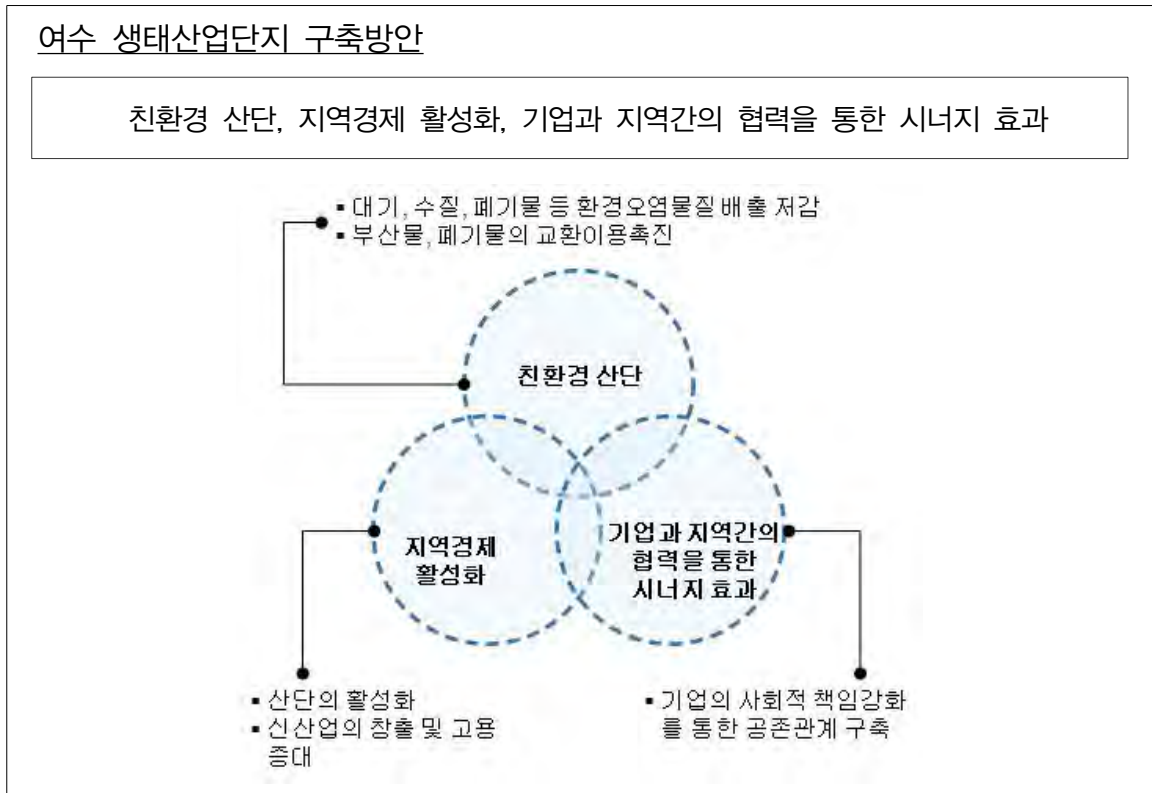 여수 생태산업단지 구축방안
친환경 산단, 지역경제 활성화, 기업과 지역간의 협력을 통한 시너지 효과
▪ 대기, 수질, 폐기물 등 환경오염물질 배출 저감
▪ 부산물, 폐기물의 교환이용촉진
친환경 산단
지역경제
활성화
기업과 지역간의
협력을 통한
시너지 효과
▪ 산단의 활성화
▪ 신산업의 창출 및 고용
증대
▪ 기업의 사회적 책임강화
를 통한 공존관계 구축